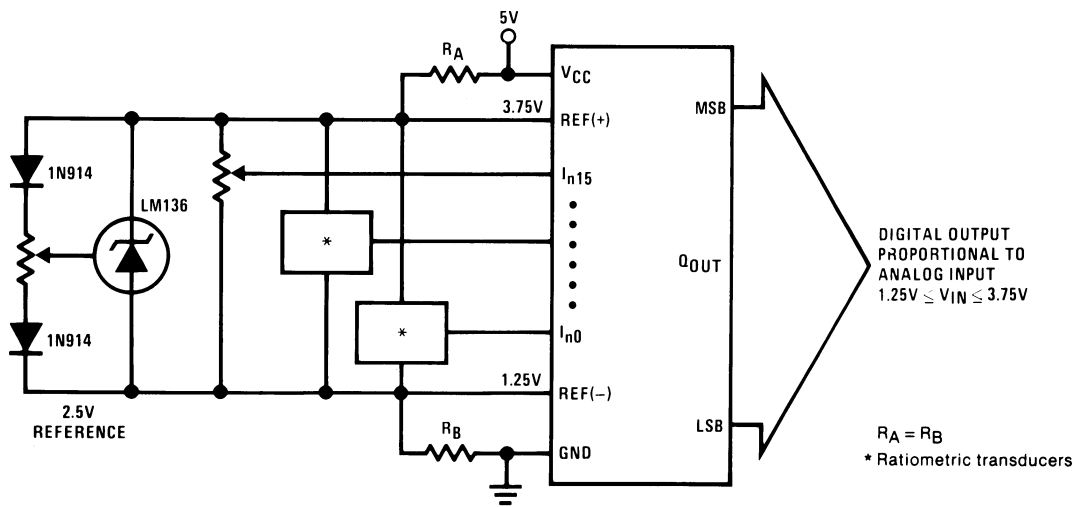 5V
RA
VCC
3.75V
REF(+)
MSB
1N914
In15
LM136
*
QOUT
DIGITAL OUTPUT
PROPORTIONAL TO
ANALOG INPUT
1.25V ≤ VIN ≤ 3.75V
*
In0
1N914
1.25V
REF(−)
2.5V
REFERENCE
RB
GND
LSB
RA = RB
* Ratiometric transducers